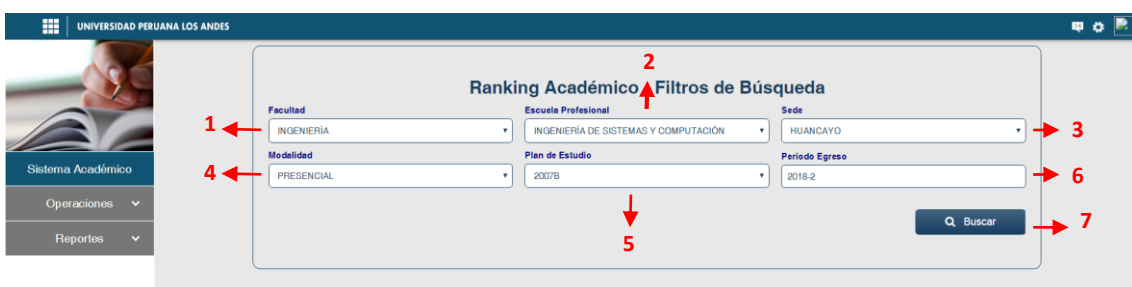 UNIVERSIDAD PERUANA LOS ANDES
2
Ranking Académico - Filtros de Búsqueda
Facultad Escuela Profesional Sede
1 INGENIERÍA INGENIERÍA DE SISTEMAS Y COMPUTACIÓN HUANCAYO 3
Modalidad Plan de Estudio Periodo Egreso
Sistema Académico 4 PRESENCIAL 2007B 2018-2 6
Operaciones
Buscar 7
Reportes 5